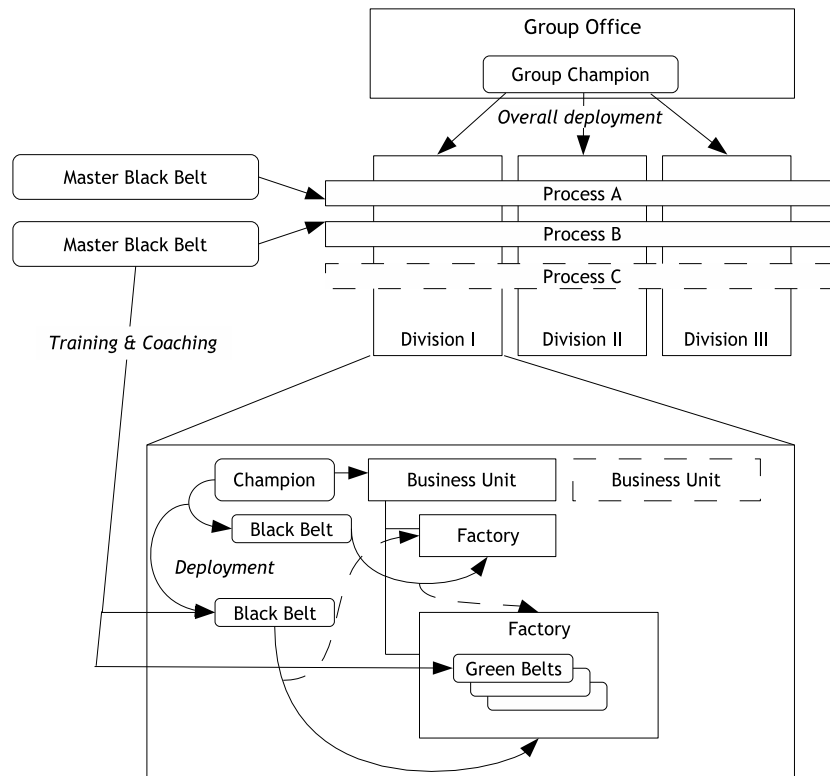 Group Office
Group Champion
Overall deployment
Master Black Belt
Process A
Master Black Belt
Process B
Process C
Training & Coaching
Division I
Division II
Division III
Champion
Business Unit
Business Unit
Black Belt
Factory
Deployment
Black Belt
Factory
Green Belts